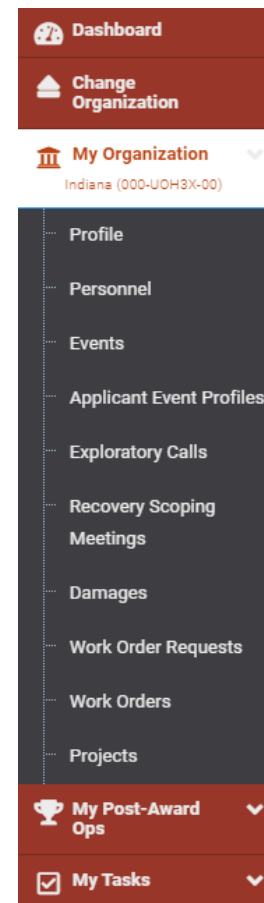 Dashboard
Change
Organization
My Organization
Indiana (000-UOH3X-00)
Profile
Personnel
Events
Applicant Event Profiles
Exploratory Calls
Recovery Scoping
Meetings
Damages
Work Order Requests
Work Orders
Projects
My Post-Award
Ops
My Tasks